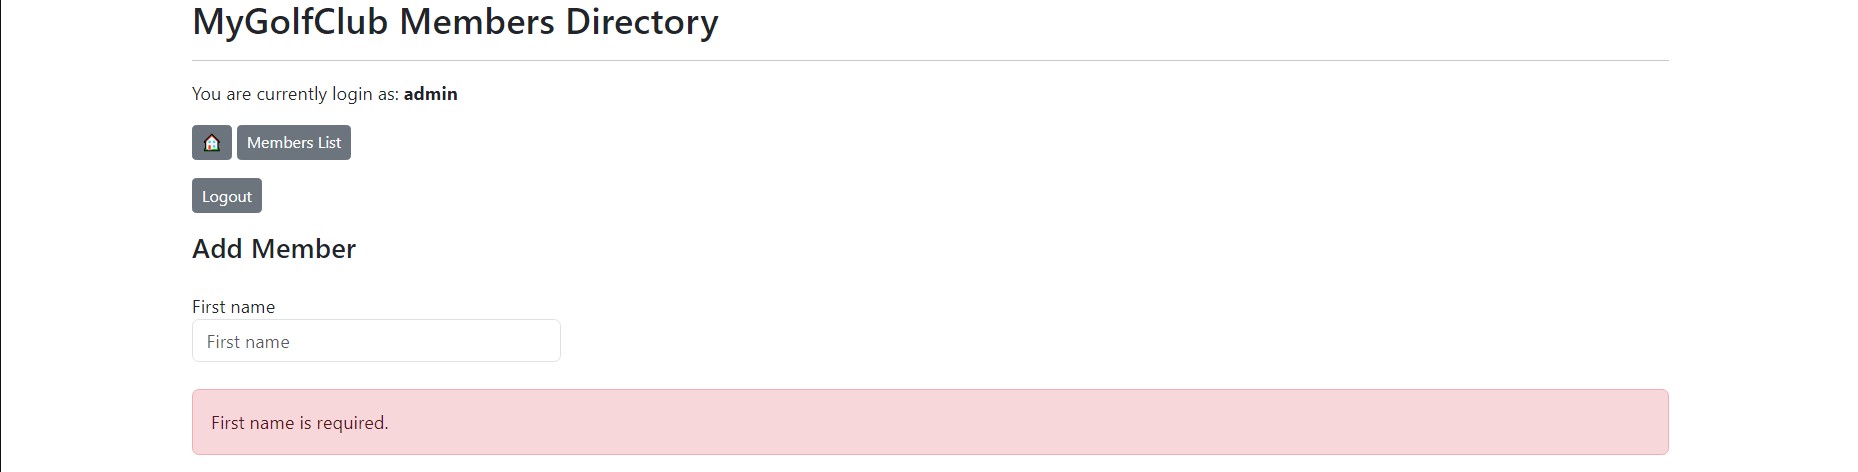 MyGolfClub Members Directory
You are currently login as: admin
Members List
Logout
Add Member
First name
First name
First name is required.